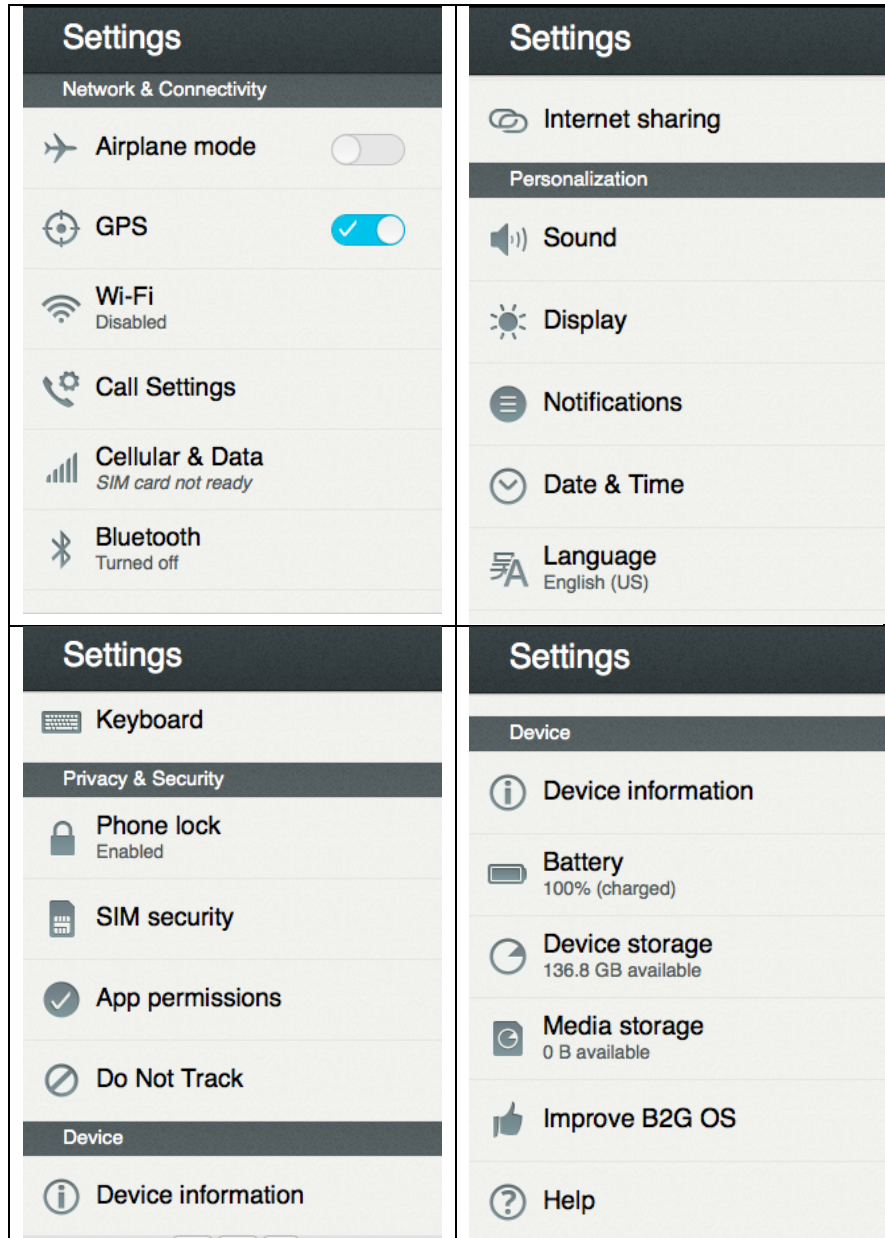 Settings
Network & Connectivity
Airplane mode
GPS
Wi-Fi
Disabled
Call Settings
Cellular & Data
SIM card not ready
Bluetooth
Turned off
Settings
Internet sharing
Personalization
Sound
Display
Notifications
Date & Time
Language
English (US)
Settings
Keyboard
Privacy & Security
Phone lock
Enabled
SIM security
App permissions
Do Not Track
Device
Device information
Settings
Device
Device information
Battery
100% (charged)
Device storage
136.8 GB available
Media storage
0 B available
Improve B2G OS
Help